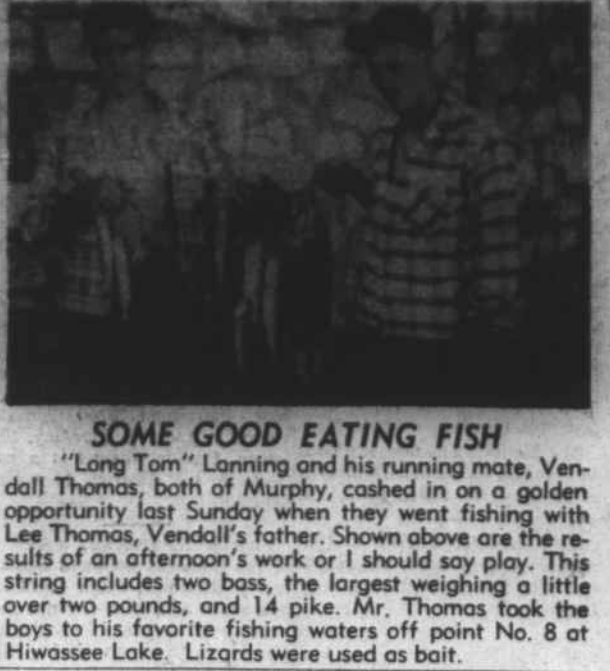 SOME GOOD EATING FISH
"Long Tom" Lanning and his running mate, Ven-
dall Thomas, both of Murphy, cashed in on a golden
opportunity last Sunday when they went fishing with
Lee Thomas, Vendall's father. Shown above are the re-
sults of an afternoon's work or I should say play. This
string includes two bass, the largest weighing a little
over two pounds, and 14 pike. Mr. Thomas took the
boys to his favorite fishing waters off point No. 8 at
Hiwassee Lake. Lizards were used as bait.